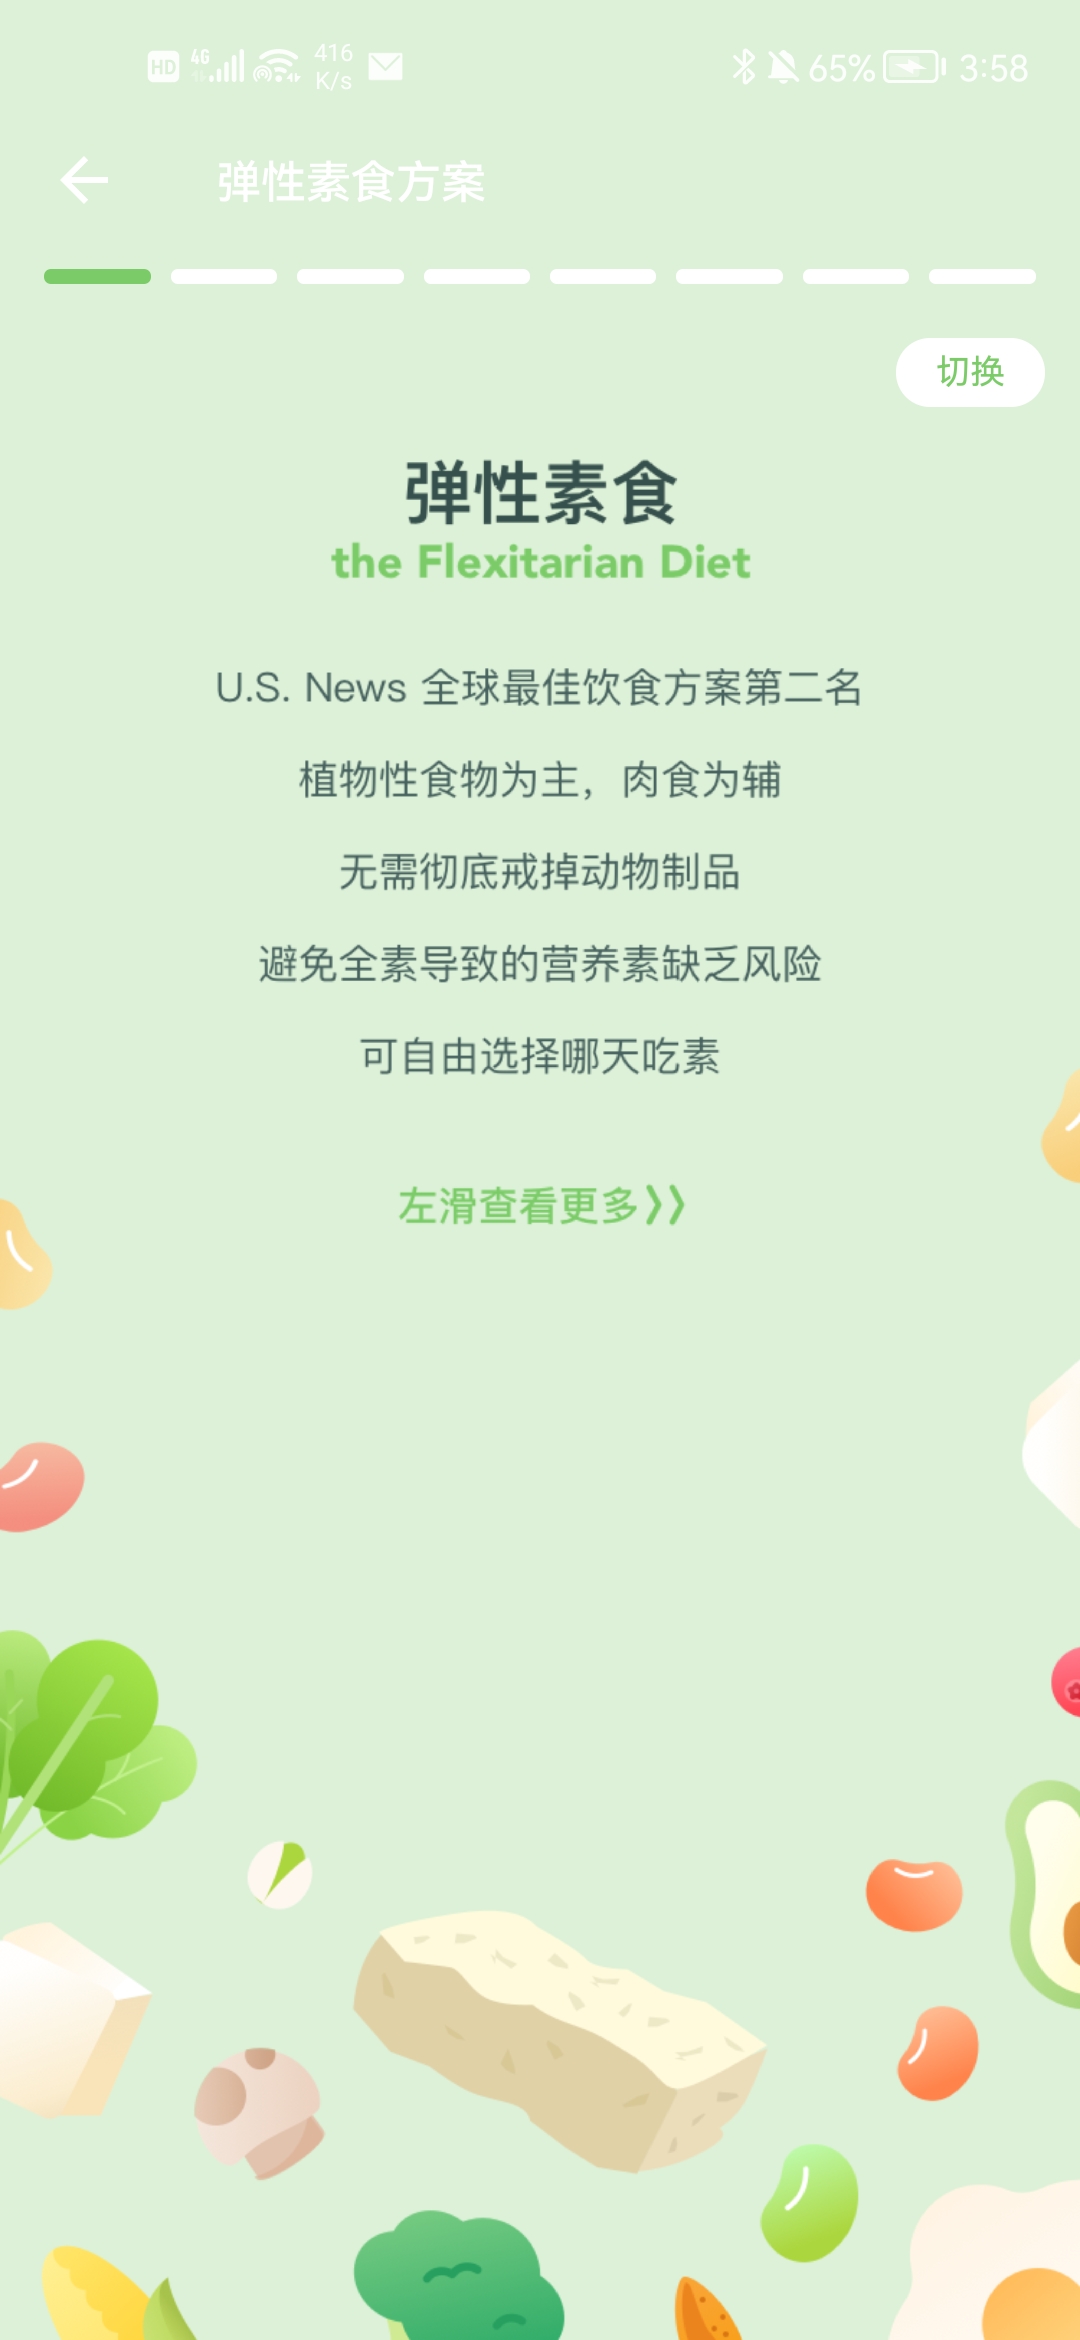 HD 4G 416 K/s 65% 3:58
弹性素食方案
切换
弹性素食
the Flexitarian Diet
U.S. News 全球最佳饮食方案第二名
植物性食物为主，肉食为辅
无需彻底戒掉动物制品
避免全素导致的营养素缺乏风险
可自由选择哪天吃素
左滑查看更多